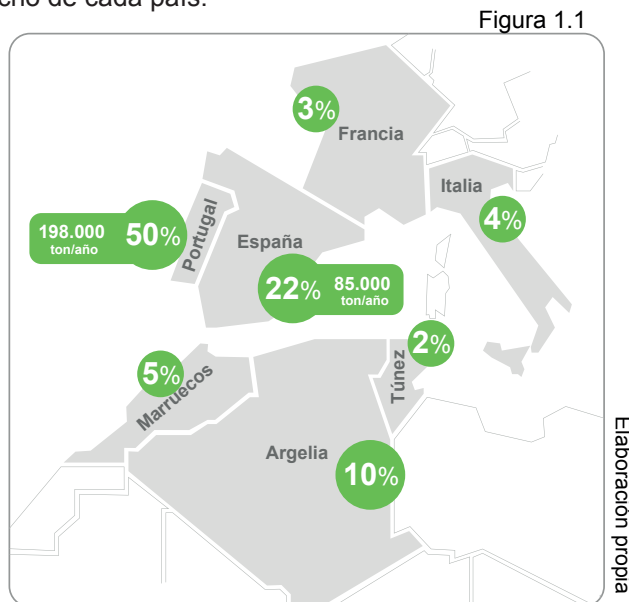 cho de cada país.
Figura 1.1
3%
Francia
Italia
4%
198.000
ton/año
50%
Portugal
España
22%
85.000
ton/año
5%
Marruecos
2%
Túnez
Argelia
10%
Elaboración propia